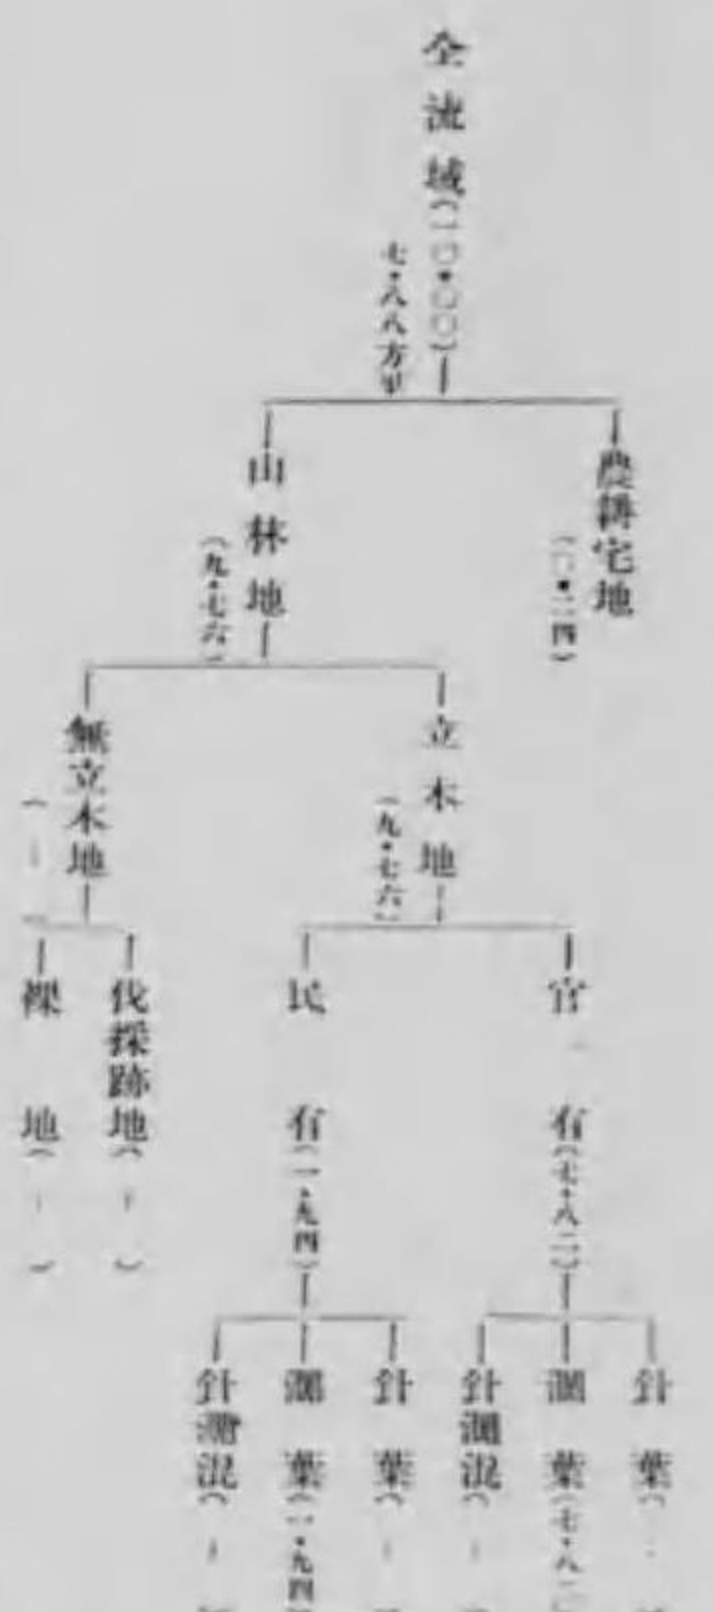 全流域(一〇・〇〇)
七・八八方里
農耕宅地
(〇・二四)
山林地
(九・七六)
立木地
(九・七六)
無立木地
(－)
官有(七・八二)
民有(一・九四)
伐採跡地(－)
裸地(－)
針葉(－
濶葉(七・八二
針濶混(－
針葉(－
濶葉(一・九四
針濶混(－